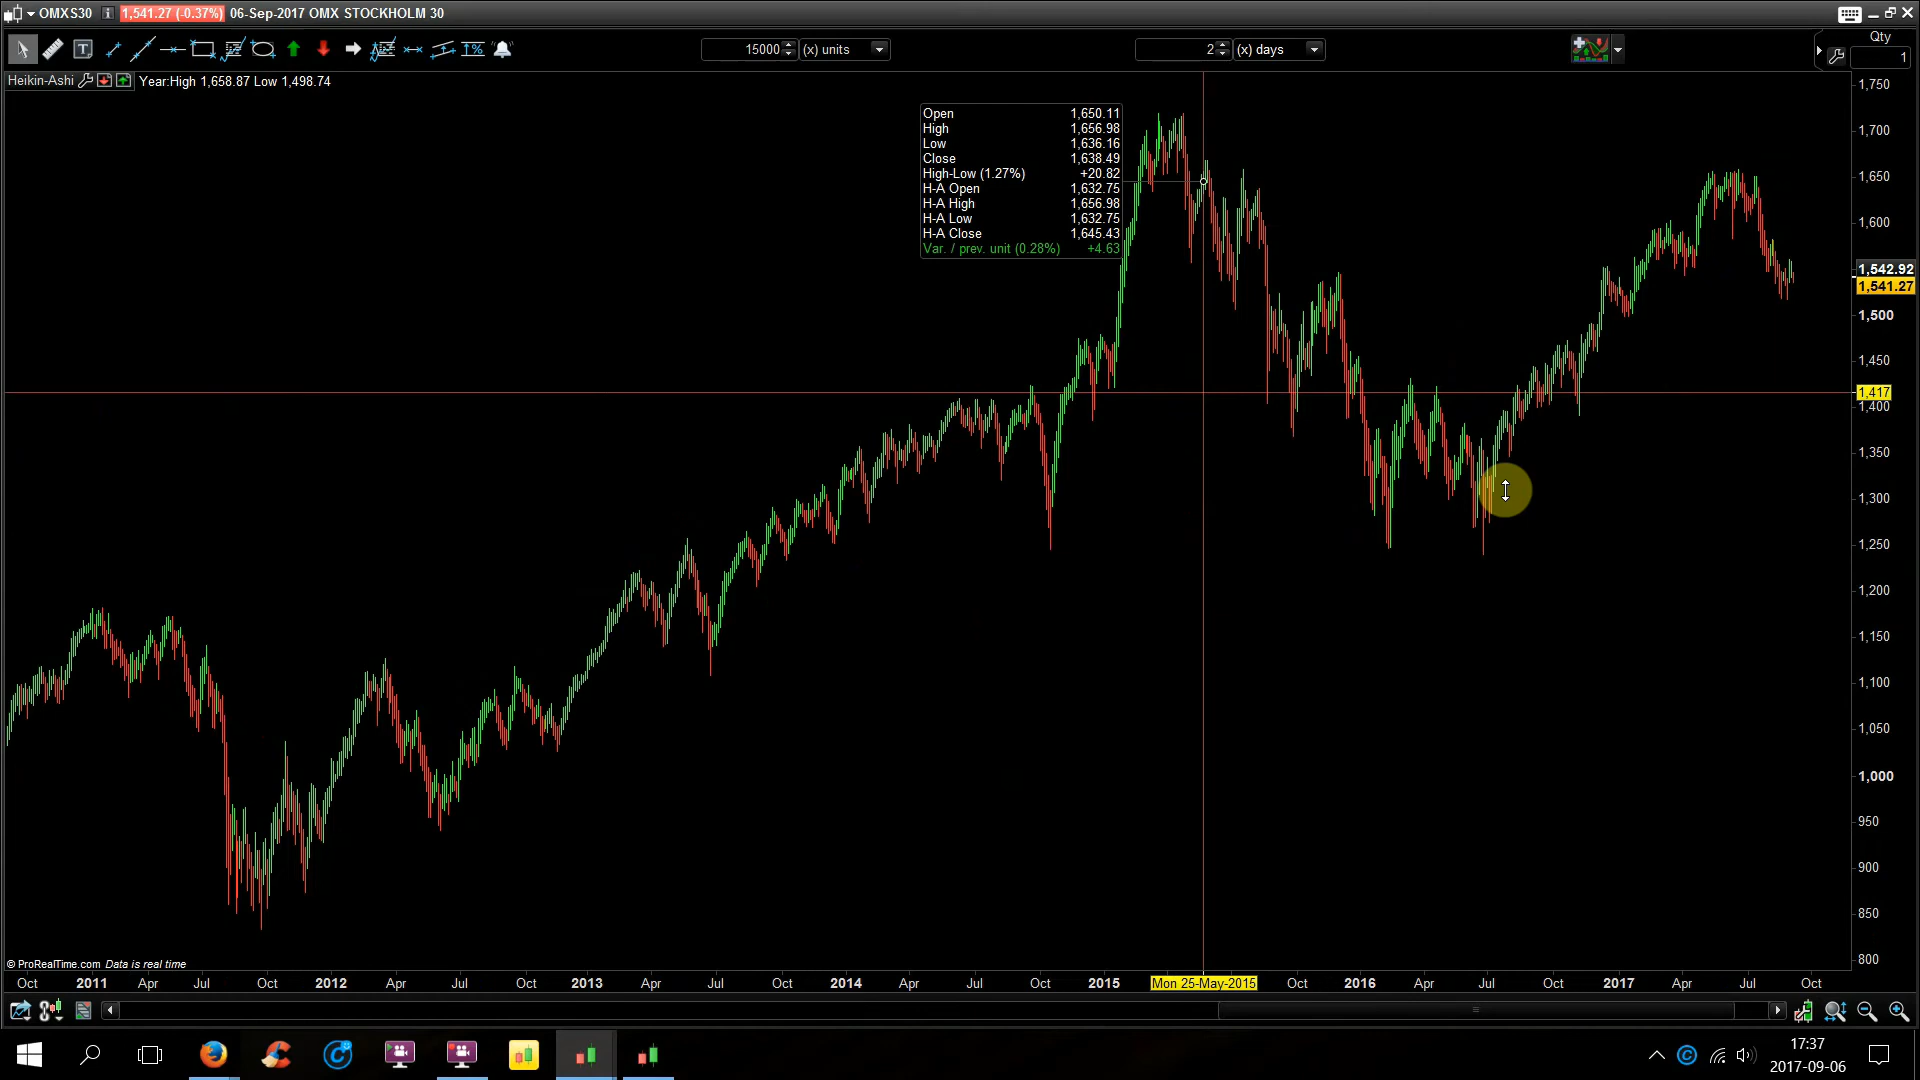 OMXS30 1,541.27 (-0.37%) 06-Sep-2017 OMX STOCKHOLM 30
15000 (x) units 2 (x) days Qty
1
Heikin-Ashi Year:High 1,658.87 Low 1,498.74
Open 1,650.11
High 1,656.98
Low 1,636.16
Close 1,638.49
High-Low (1.27%) +20.82
H-A Open 1,632.75
H-A High 1,656.98
H-A Low 1,632.75
H-A Close 1,645.43
Var. / prev. unit (0.28%) +4.63
1,750
1,700
1,650
1,600
1,542.92
1,541.27
1,500
1,450
1,417
1,400
1,350
1,300
1,250
1,200
1,150
1,100
1,050
1,000
950
900
850
800
© ProRealTime.com Data is real time
Oct 2011 Apr Jul Oct 2012 Apr Jul Oct 2013 Apr Jul Oct 2014 Apr Jul Oct 2015 Mon 25-May-2015 Oct 2016 Apr Jul Oct 2017 Apr Jul Oct
17:37
2017-09-06